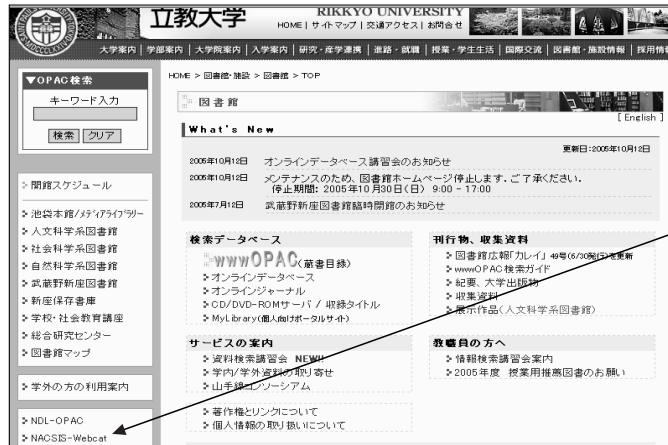 立教大学
RIKKYO UNIVERSITY
HOME | サイトマップ | 交通アクセス | お問合せ
大学案内 | 学部案内 | 大学院案内 | 入学案内 | 研究・産学連携 | 進路・就職 | 授業・学生生活 | 国際交流 | 図書館・施設情報 | 採用情報
▼OPAC検索
キーワード入力
検索 クリア
開館スケジュール
池袋本館/メディアライブラリー
人文科学系図書館
社会科学系図書館
自然科学系図書館
武蔵野新座図書館
新座保存書庫
学校・社会教育講座
総合研究センター
図書館マップ
学外の方の利用案内
NDL-OPAC
NACSIS-Webcat
HOME > 図書館・施設 > 図書館 > TOP
図書館
[ English ]
What's New
更新日:2005年10月12日
2005年10月12日 オンラインデータベース講習会のお知らせ
2005年10月12日 メンテナンスのため、図書館ホームページ停止します。ご了承ください。
停止期間: 2005年10月30日(日) 9:00 - 17:00
2005年7月12日 武蔵野新座図書館臨時閉館のお知らせ
検索データベース
www OPAC(蔵書目録)
オンラインデータベース
オンラインジャーナル
CD/DVD-ROMサーバ / 収録タイトル
MyLibrary(個人向けポータルサイト)
刊行物、収集資料
図書館広報「カレイ」 49号(6/30発行)を更新
wwwOPAC検索ガイド
紀要、大学出版物
収集資料
展示作品(人文科学系図書館)
サービスの案内
資料検索講習会 NEW!!
学内/学外資料の取り寄せ
山手線コンソーシアム
著作権とリンクについて
個人情報の取り扱いについて
教職員の方へ
情報検索講習会案内
2005年度 授業用推薦図書のお願い